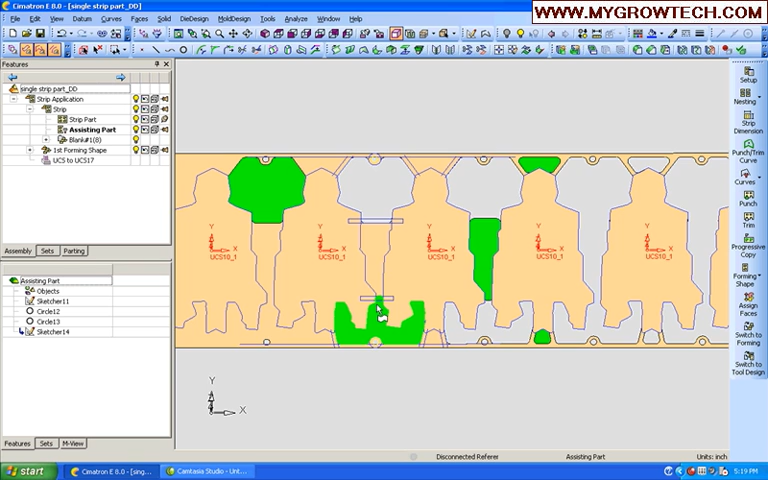 Cimatron E 8.0 - [single strip part_DD]
WWW.MYGROWTECH.COM
File Edit View Datum Curves Faces Solid DieDesign MoldDesign Tools Analyze Window Help
Features
single strip part_DD
Strip Application
Strip
Strip Part
Assisting Part
Blank#1(8)
1st Forming Shape
UCS to UCS17
Assembly Sets Parting
Assisting Part
Objects
Sketcher11
Circle12
Circle13
Sketcher14
Features Sets M-View
Y
X
UCS10_1
Y
X
UCS10_1
Y
X
UCS10_1
Y
X
UCS10_1
Y
X
UCS10_1
Y
X
Setup
Nesting
Strip Dimension
Punch/Trim Curve
Curves
Punch
Trim
Progressive Copy
Forming Shape
Assign Faces
Switch to Forming
Switch to Tool Design
Disconnected Referer Assisting Part Units: inch
start Cimatron E 8.0 - [sing... Camtasia Studio - Unt... 5:19 PM